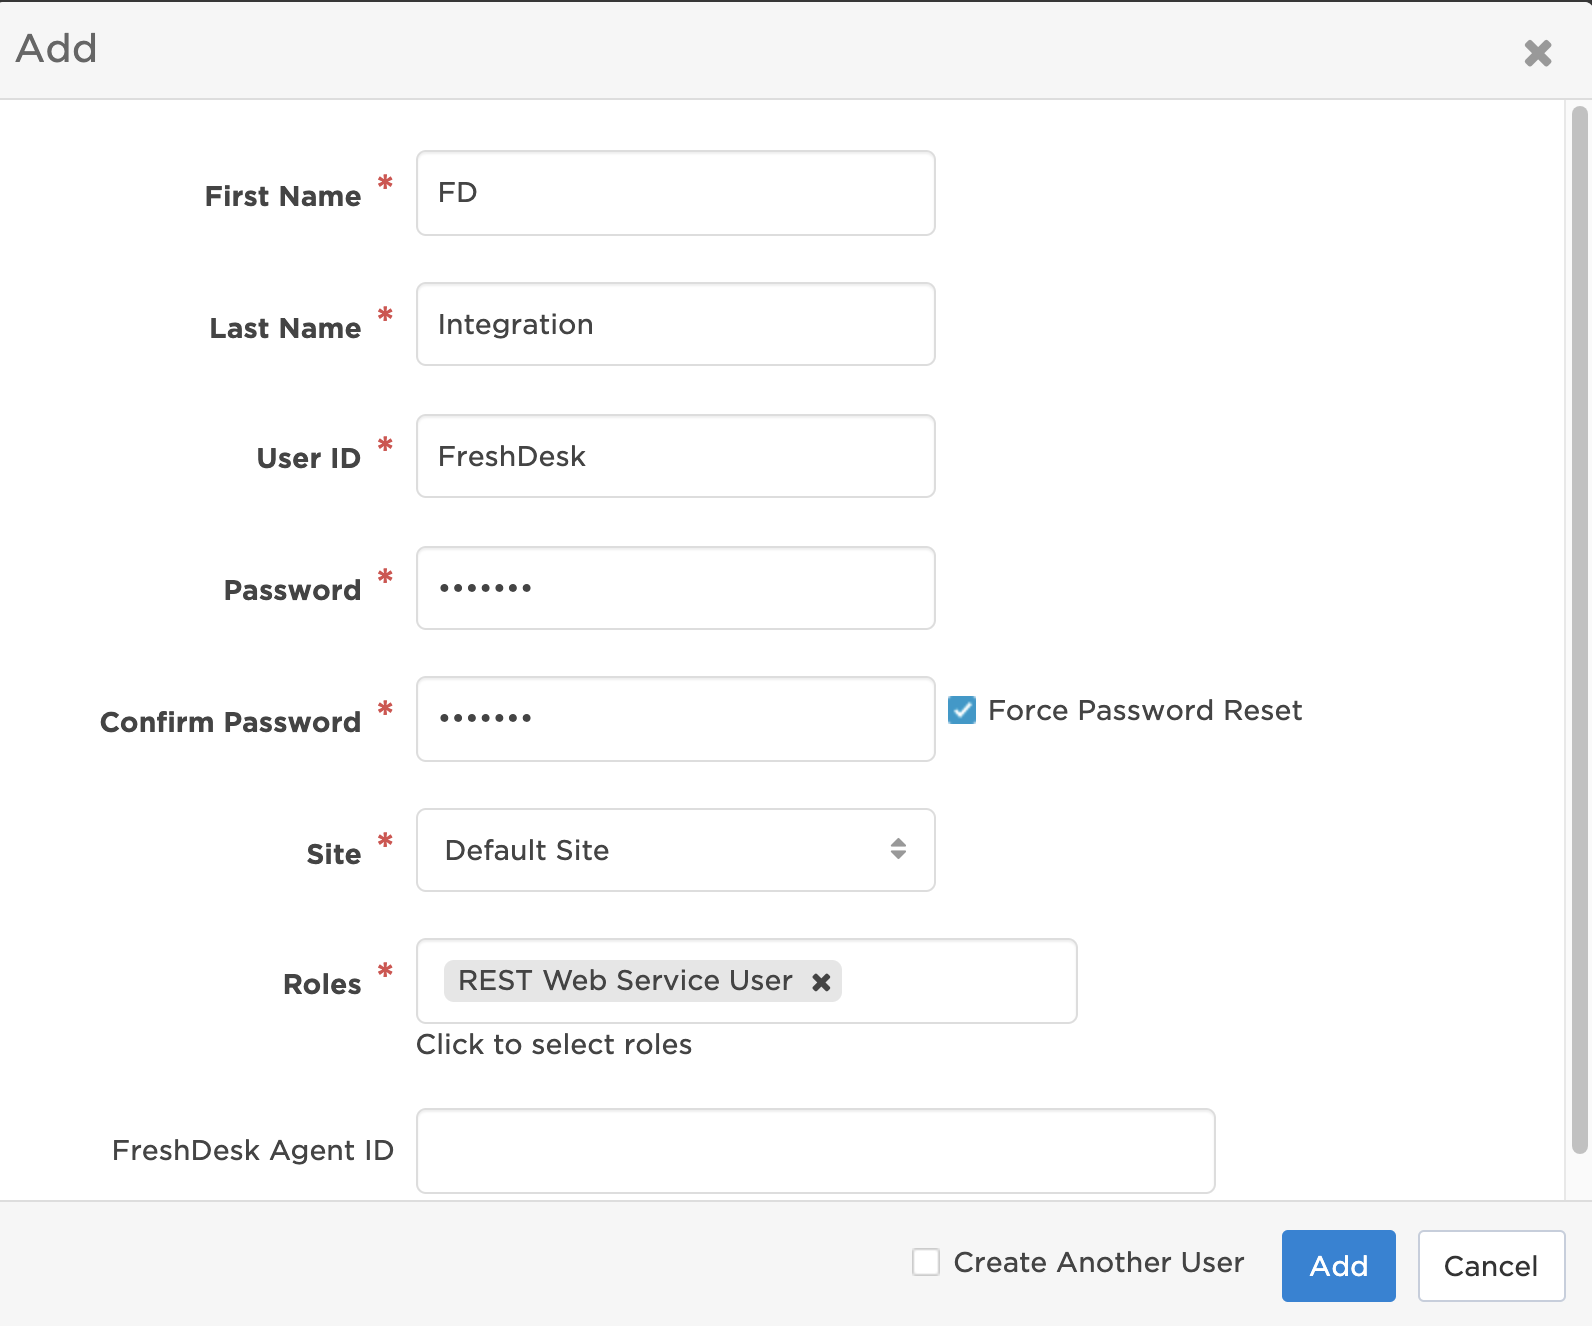 Add
First Name *
FD
Last Name *
Integration
User ID *
FreshDesk
Password *
•••••••
Confirm Password *
•••••••
Force Password Reset
Site *
Default Site
Roles *
REST Web Service User
Click to select roles
FreshDesk Agent ID
Create Another User
Add
Cancel